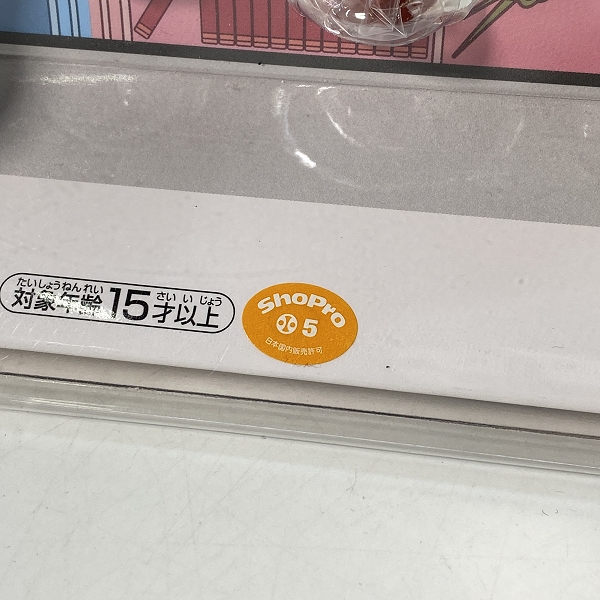 たいしょうねんれい さい いじょう
対象年齢15才以上
ShoPro
小5
日本国内販売許可